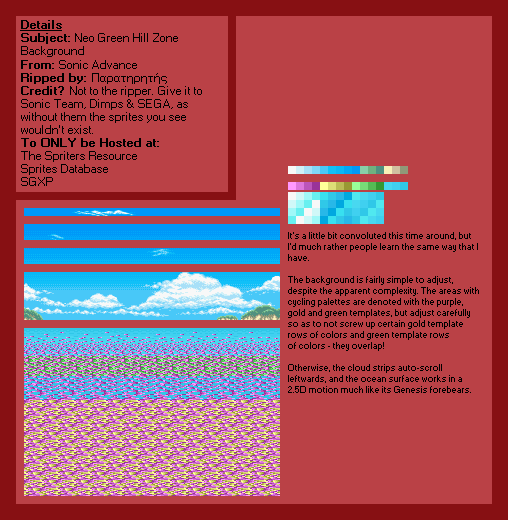 Details
Subject: Neo Green Hill Zone
Background
From: Sonic Advance
Ripped by: Παρατηρητής
Credit? Not to the ripper. Give it to
Sonic Team, Dimps & SEGA, as
without them the sprites you see
wouldn't exist.
To ONLY be Hosted at:
The Spriters Resource
Sprites Database
SGXP
It's a little bit convoluted this time around, but
I'd much rather people learn the same way that I
have.
The background is fairly simple to adjust,
despite the apparent complexity. The areas with
cycling palettes are denoted with the purple,
gold and green templates, but adjust carefully
so as to not screw up certain gold template
rows of colors and green template rows
of colors - they overlap!
Otherwise, the cloud strips auto-scroll
leftwards, and the ocean surface works in a
2.5D motion much like its Genesis forebears.